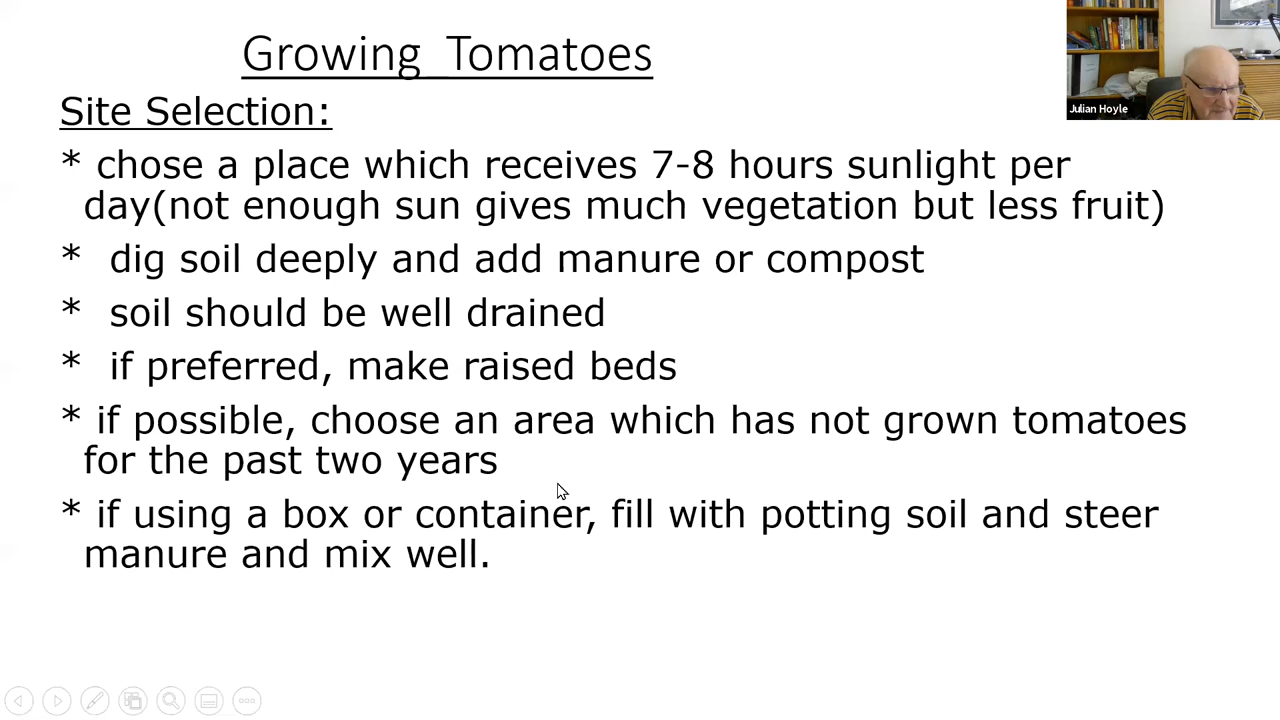 Growing Tomatoes
Julian Hoyle
Site Selection:
* chose a place which receives 7-8 hours sunlight per
day(not enough sun gives much vegetation but less fruit)
* dig soil deeply and add manure or compost
* soil should be well drained
* if preferred, make raised beds
* if possible, choose an area which has not grown tomatoes
for the past two years
* if using a box or container, fill with potting soil and steer
manure and mix well.